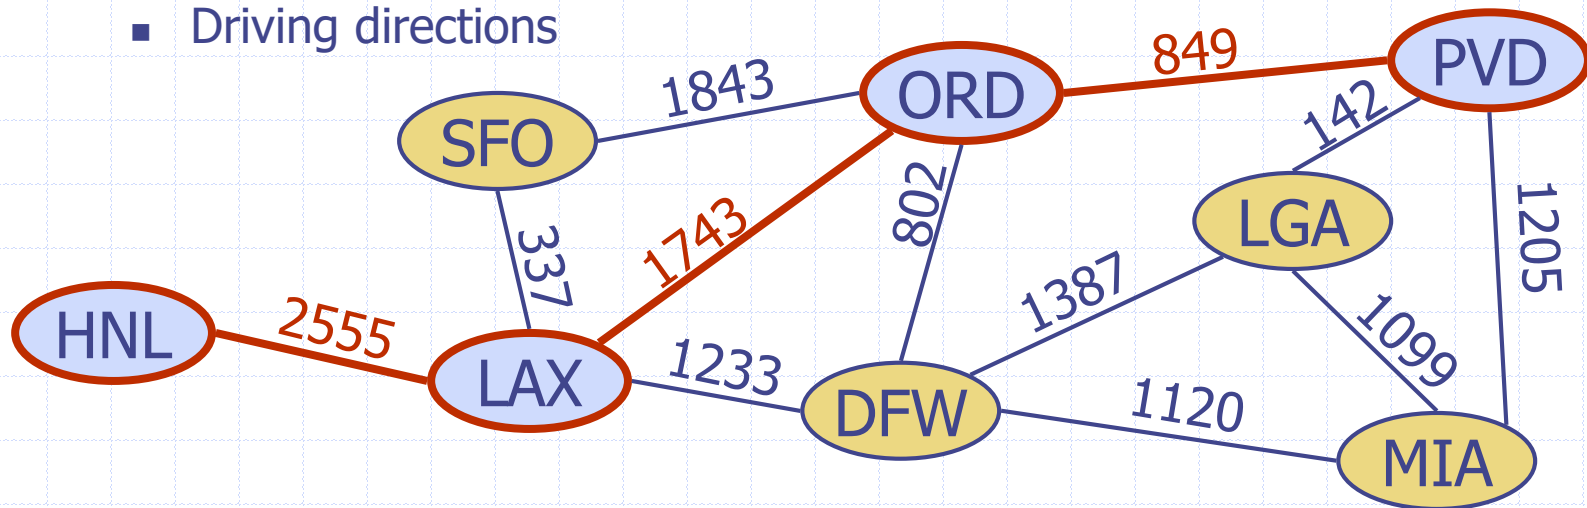 ▪ Driving directions
849
PVD
1843
ORD
142
SFO
802
LGA
1205
1743
337
1387
HNL
2555
1099
LAX
1233
DFW
1120
MIA